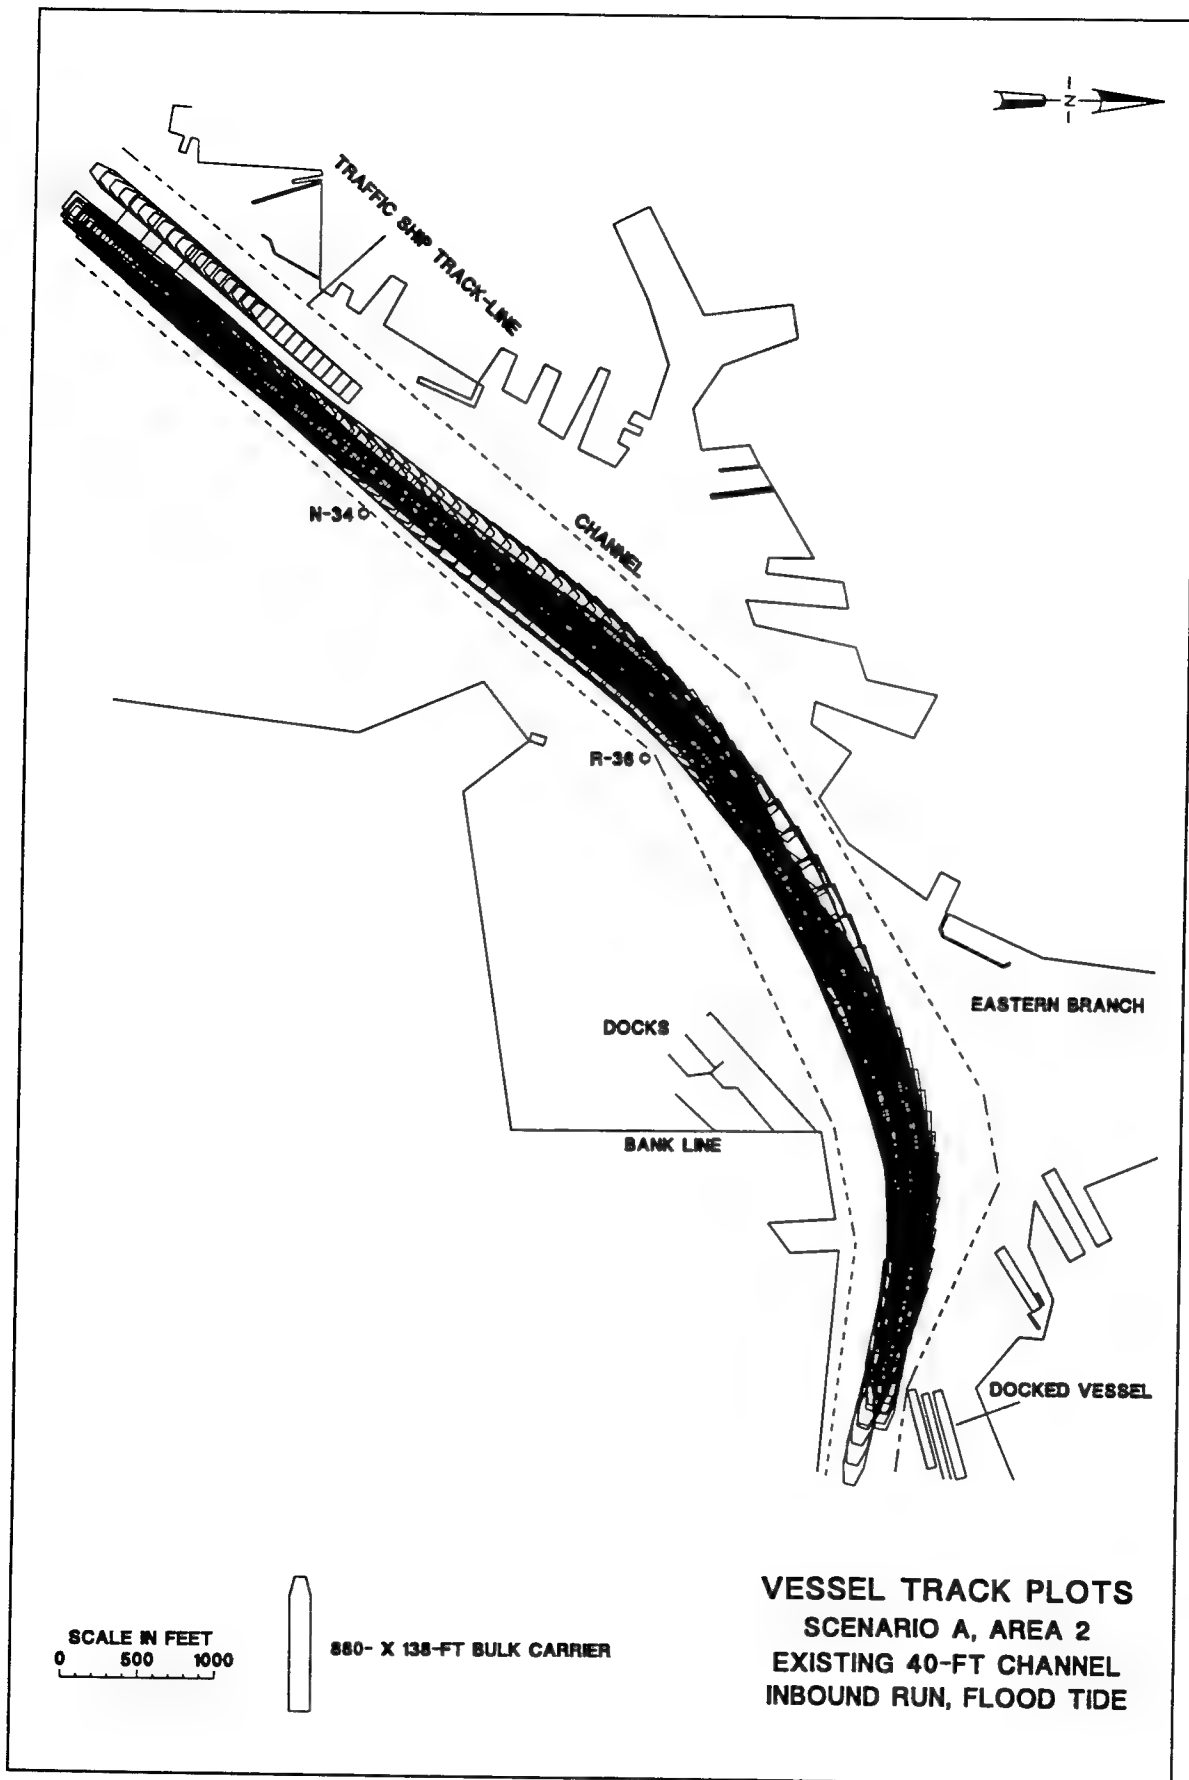 N
TRAFFIC SHIP TRACK-LINE
N-34
CHANNEL
R-36
EASTERN BRANCH
DOCKS
BANK LINE
DOCKED VESSEL
VESSEL TRACK PLOTS
SCENARIO A, AREA 2
EXISTING 40-FT CHANNEL
INBOUND RUN, FLOOD TIDE
SCALE IN FEET
0 500 1000
880- X 138-FT BULK CARRIER